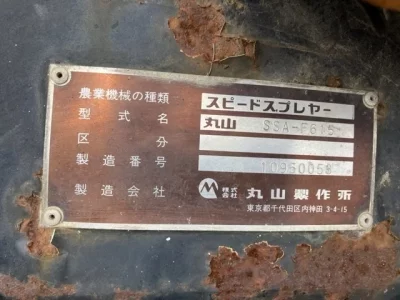 農業機械の種類 スピードスプレヤー
型式名 丸山 SSA-E615
区分
製造番号 10950058
製造会社 株式会社 丸山製作所
東京都千代田区内神田 3-4-15